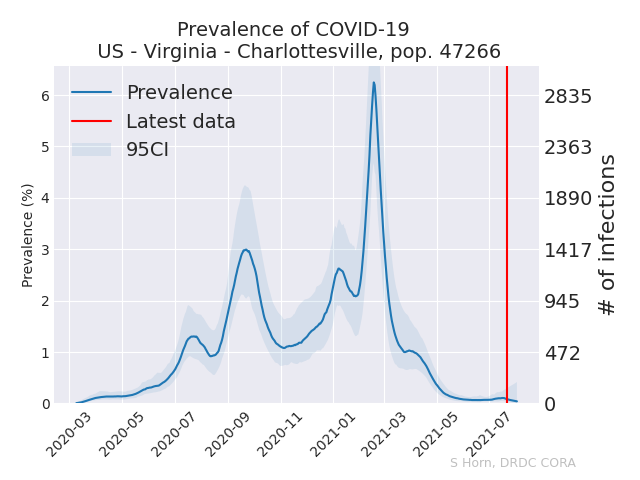 Prevalence of COVID-19
US - Virginia - Charlottesville, pop. 47266
Prevalence
Latest data
95CI
Prevalence (%)
6
5
4
3
2
1
0
2835
2363
1890
1417
945
472
0
# of infections
2020-03
2020-05
2020-07
2020-09
2020-11
2021-01
2021-03
2021-05
2021-07
S Horn, DRDC CORA